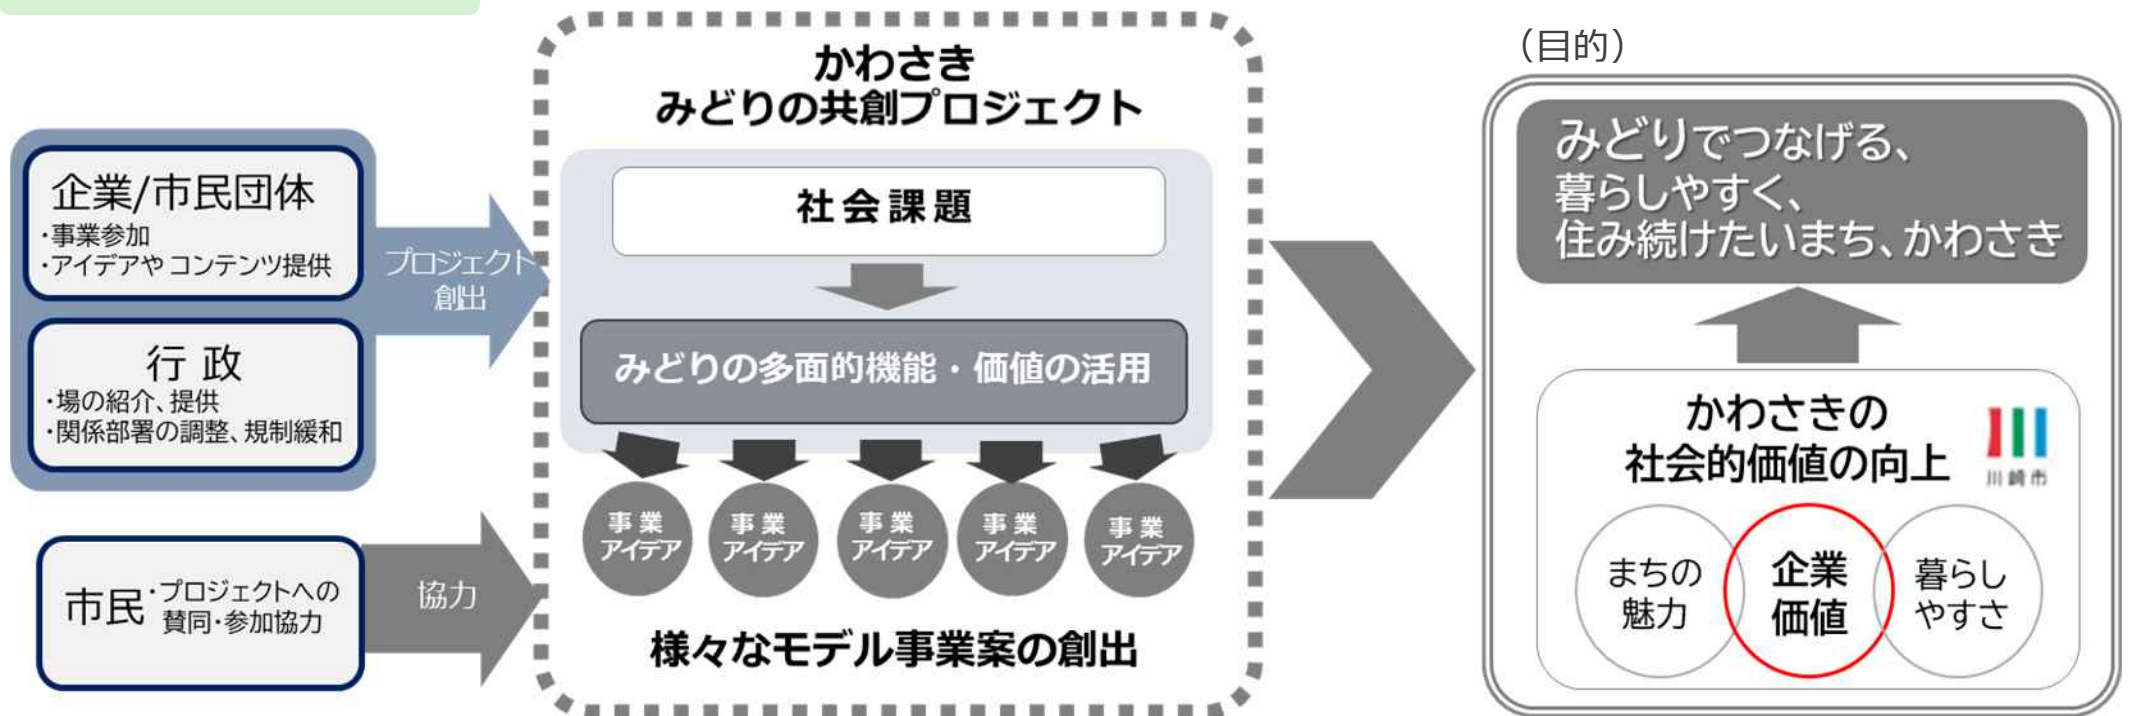 企業/市民団体
・事業参加
・アイデアや コンテンツ提供
行 政
・場の紹介、提供
・関係部署の調整、規制緩和
プロジェクト
創出
市民
・プロジェクトへの
賛同・参加協力
協力
かわさき
みどりの共創プロジェクト
社会課題
みどりの多面的機能・価値の活用
事 業
アイデア
事 業
アイデア
事 業
アイデア
事 業
アイデア
事 業
アイデア
様々なモデル事業案の創出
(目的)
みどりでつなげる、
暮らしやすく、
住み続けたいまち、かわさき
かわさきの
社会的価値の向上
川崎市
まちの
魅力
企業
価値
暮らし
やすさ